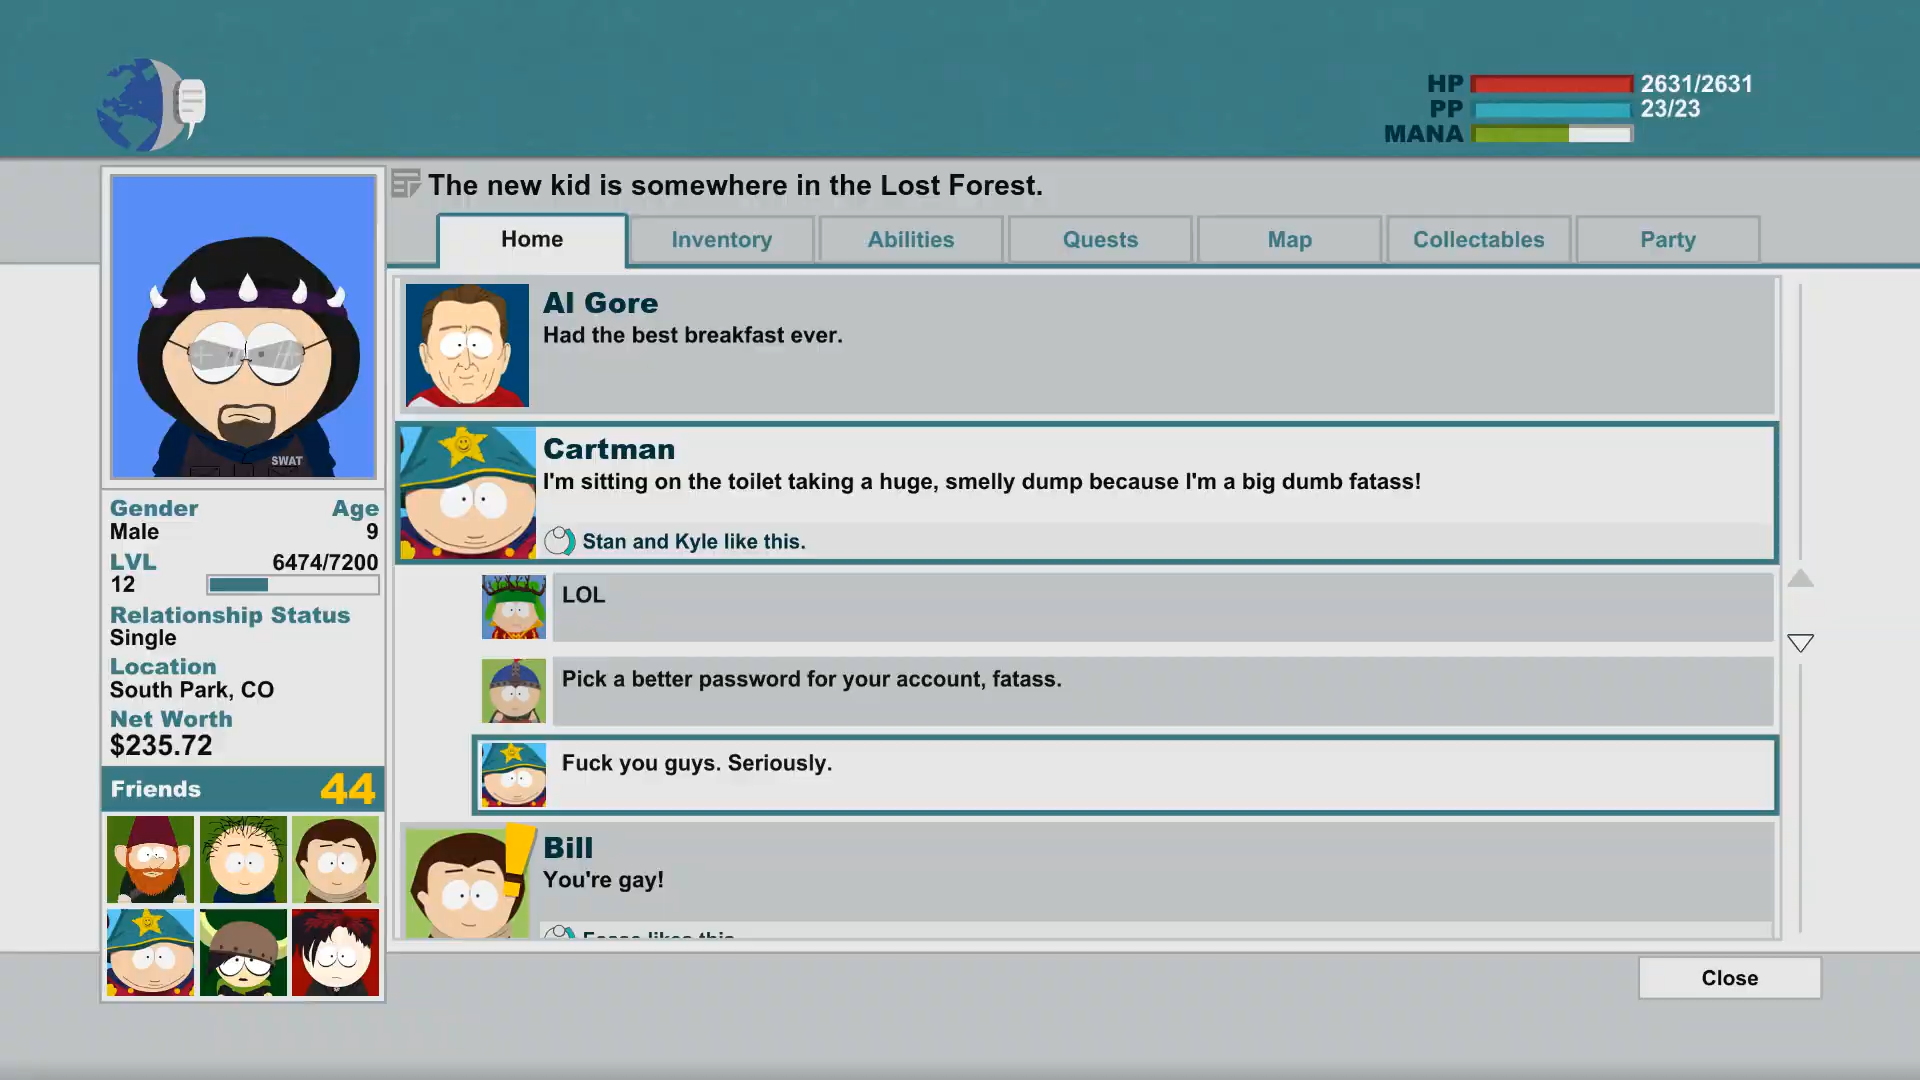 HP 2631/2631
PP 23/23
MANA
The new kid is somewhere in the Lost Forest.
Home Inventory Abilities Quests Map Collectables Party
SWAT
Gender Age
Male 9
LVL 6474/7200
12
Relationship Status
Single
Location
South Park, CO
Net Worth
$235.72
Friends 44
Al Gore
Had the best breakfast ever.
Cartman
I'm sitting on the toilet taking a huge, smelly dump because I'm a big dumb fatass!
Stan and Kyle like this.
LOL
Pick a better password for your account, fatass.
Fuck you guys. Seriously.
Bill
You're gay!
likes this.
Close